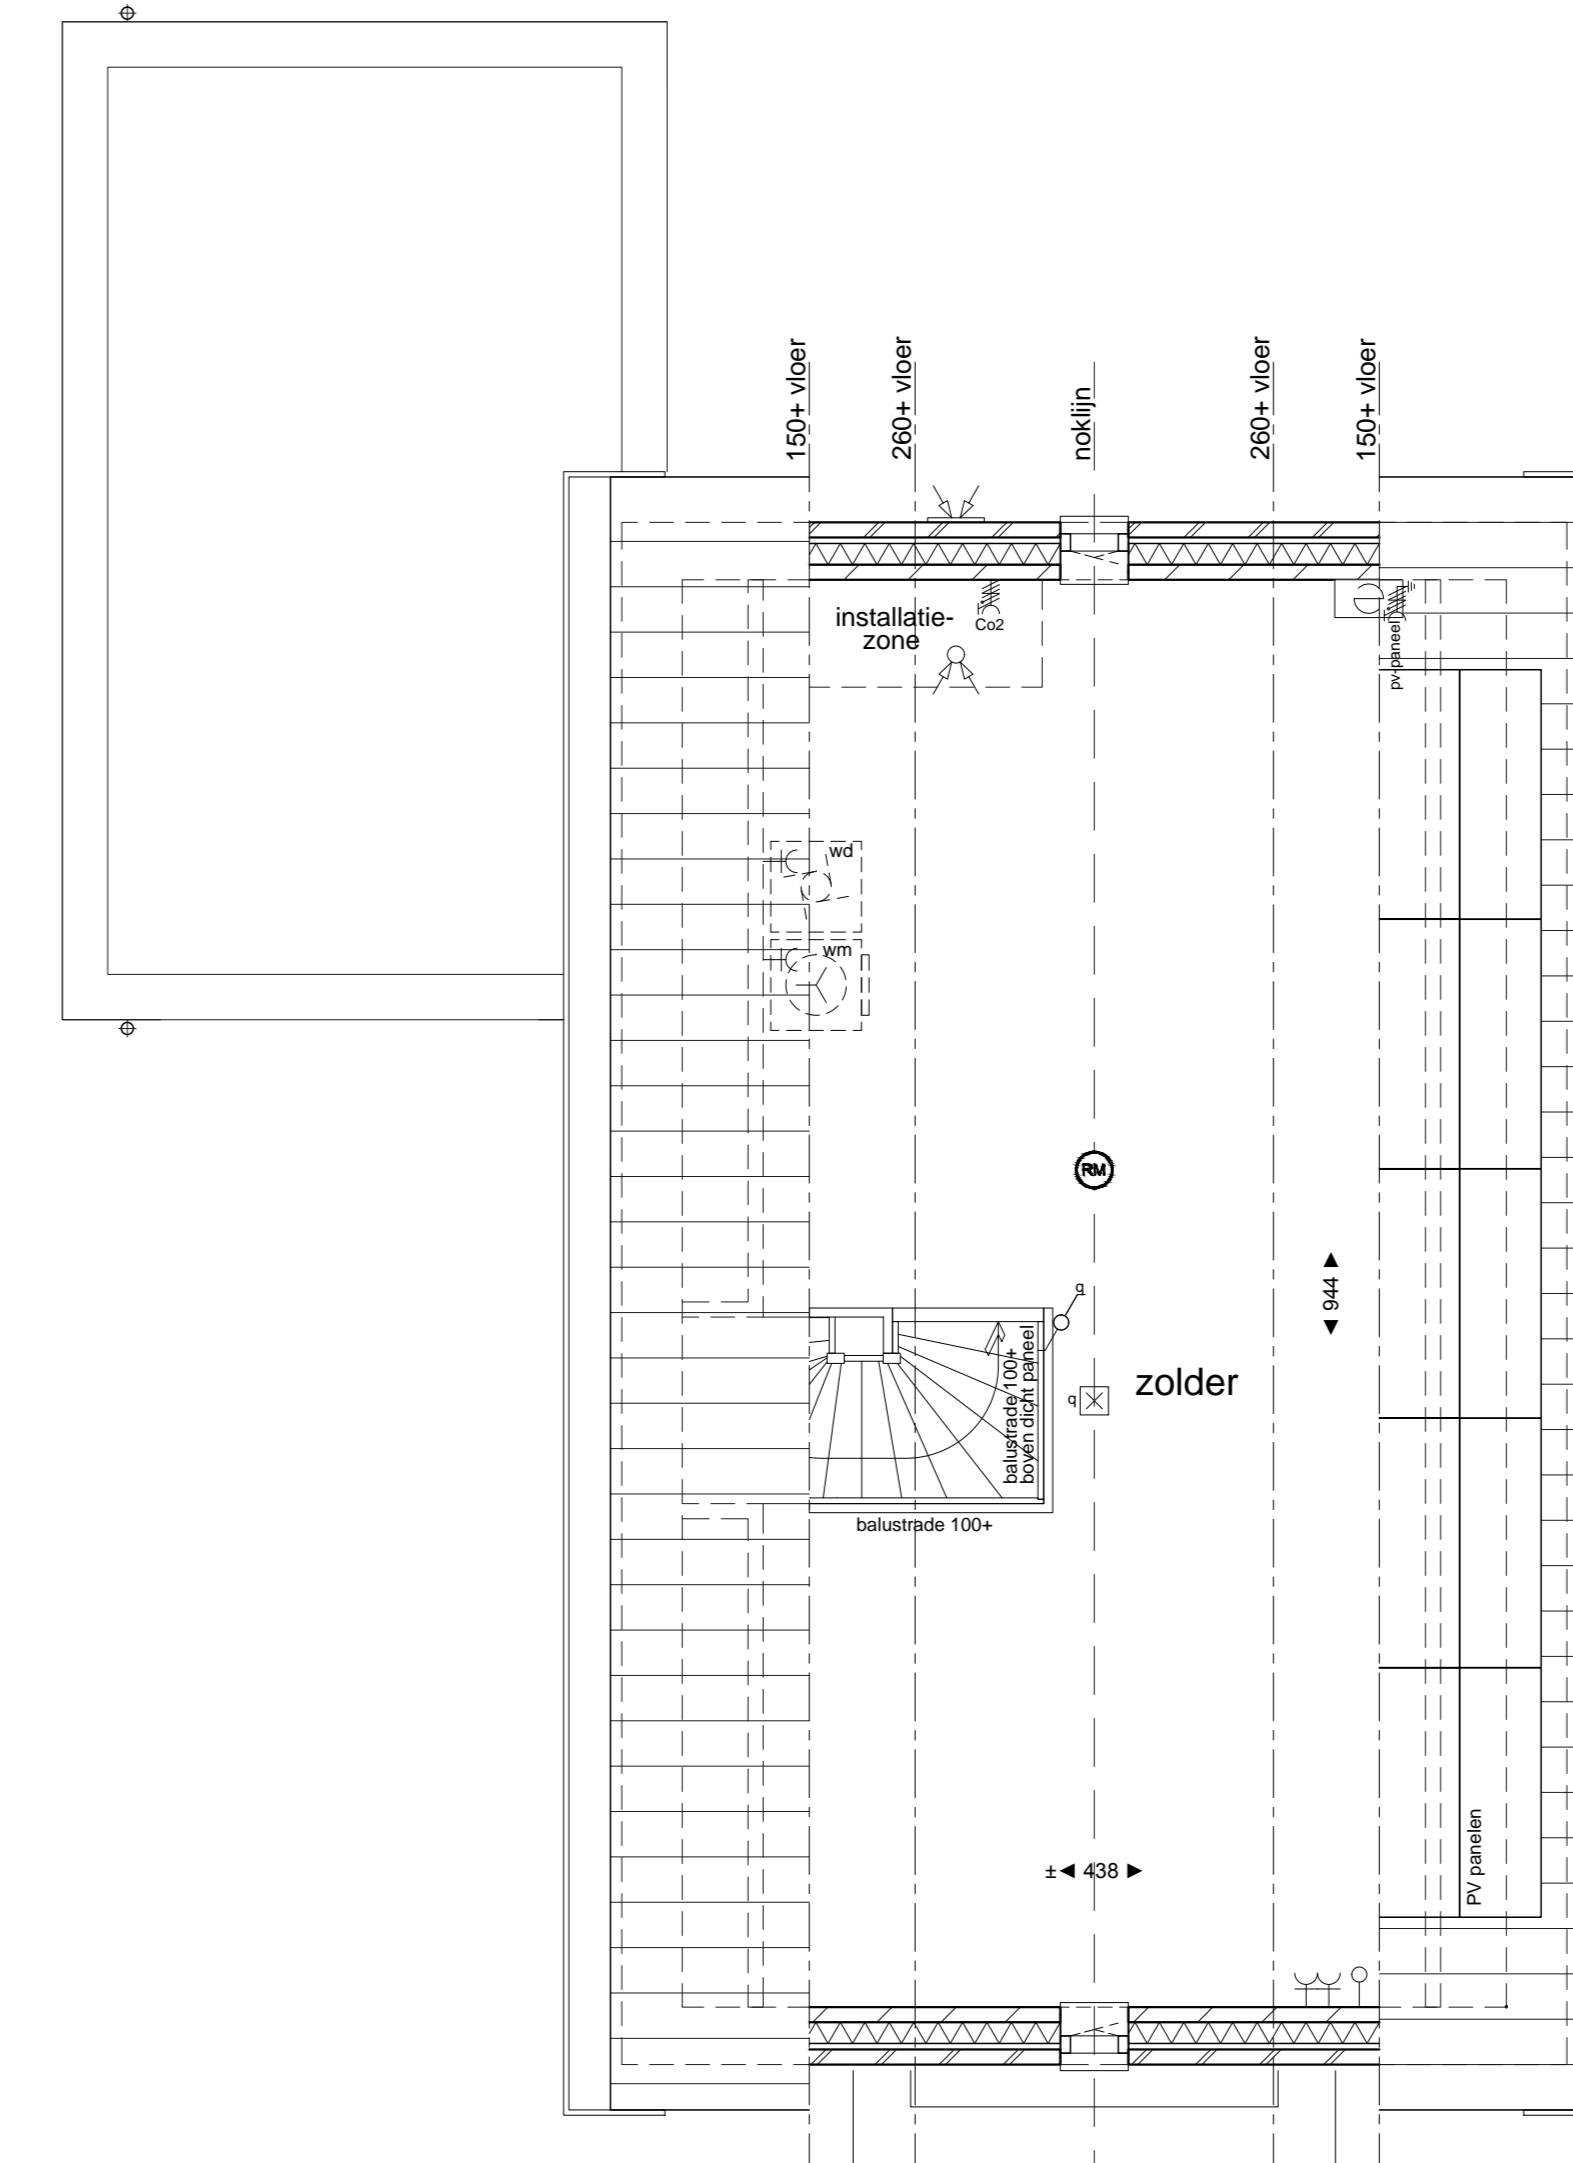 150+ vloer
260+ vloer
noklijn
260+ vloer
150+ vloer
installatie-
zone
Co2
pv-paneel
wd
wm
RM
◄ 944 ►
q
balustrade 100+
boven dicht paneel
q
zolder
balustrade 100+
PV panelen
±◄ 438 ►